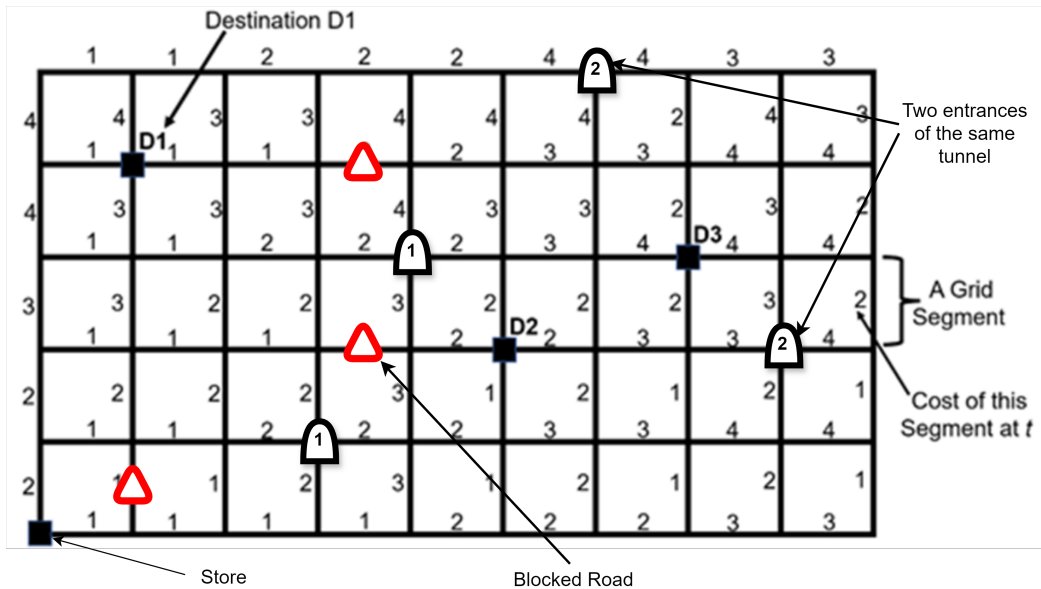 Destination D1
1 1 2 2 2 4 2 4 3 3
4 4 3 3 4 4 4 2 4 3
Two entrances
of the same
tunnel
1 D1 1 1 2 3 3 4 4
4 3 3 3 4 3 3 2 3 2
1 1 2 2 1 2 3 4 D3 4 4
3 3 2 2 3 2 2 2 3 2
A Grid
Segment
1 1 1 2 D2 2 3 3 2 4
2 2 2 2 3 1 2 1 2 1
Cost of this
Segment at t
1 1 2 1 2 2 3 3 4 4
2 1 1 2 3 1 2 1 2 1
1 1 1 1 2 2 2 3 3
Store
Blocked Road